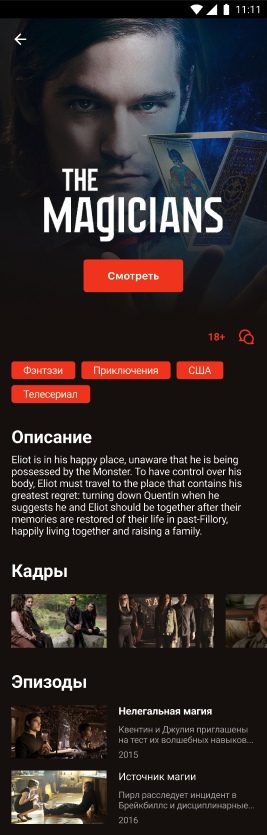 11:11
THE
MAGICIANS
Смотреть
18+
Фэнтэзи
Приключения
США
Телесериал
Описание
Eliot is in his happy place, unaware that he is being
possessed by the Monster. To have control over his
body, Eliot must travel to the place that contains his
greatest regret: turning down Quentin when he
suggests he and Eliot should be together after their
memories are restored of their life in past-Fillory,
happily living together and raising a family.
Кадры
Эпизоды
Нелегальная магия
Квентин и Джулия приглашены
на тест их волшебных навыков...
2015
Источник магии
Пирл расследует инцидент в
Брейкбиллс и дисциплинарные...
2016